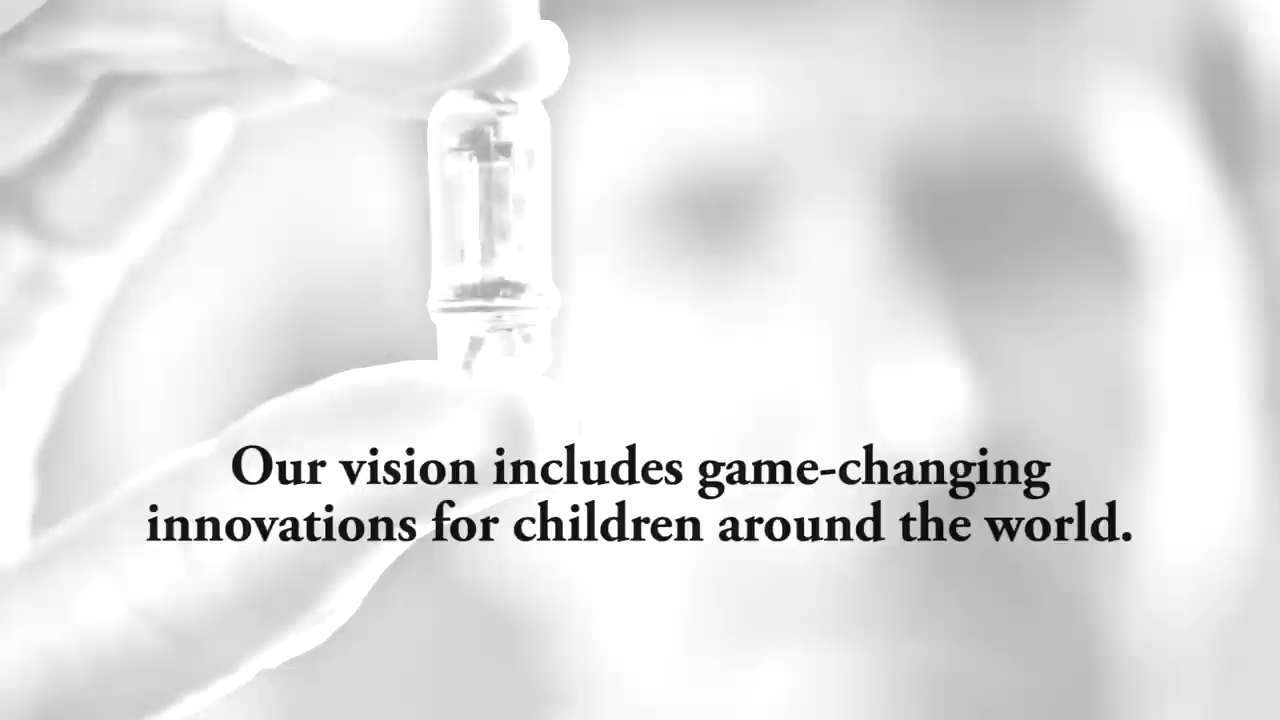 Our vision includes game-changing
innovations for children around the world.